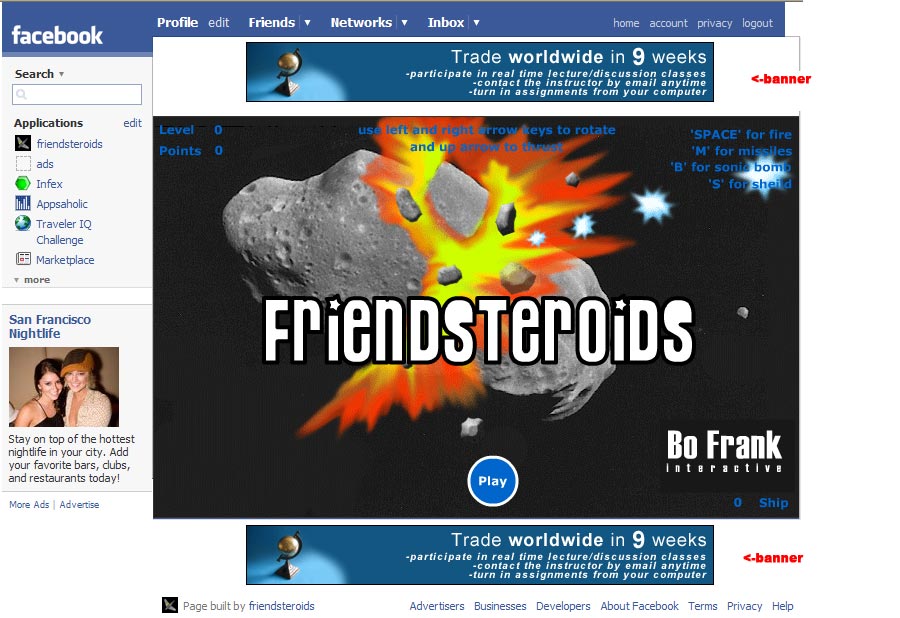 facebook
Profile edit Friends Networks Inbox
home account privacy logout
Search
Applications edit
friendsteroids
ads
Infex
Appsaholic
Traveler IQ
Challenge
Marketplace
more
San Francisco
Nightlife
Stay on top of the hottest
nightlife in your city. Add
your favorite bars, clubs,
and restaurants today!
More Ads | Advertise
Trade worldwide in 9 weeks
-participate in real time lecture/discussion classes
-contact the instructor by email anytime
-turn in assignments from your computer
<-banner
Level 0
Points 0
use left and right arrow keys to rotate
and up arrow to thrust
'SPACE' for fire
'M' for missiles
'B' for sonic bomb
'S' for sheild
FRIENDSTEROIDS
Bo Frank
interactive
Play
0 Ship
Trade worldwide in 9 weeks
-participate in real time lecture/discussion classes
-contact the instructor by email anytime
-turn in assignments from your computer
<-banner
Page built by friendsteroids
Advertisers Businesses Developers About Facebook Terms Privacy Help